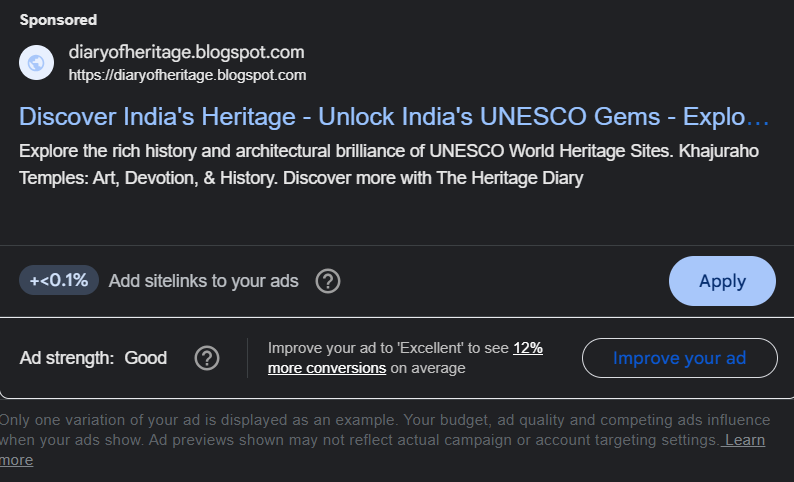 Sponsored
diaryofheritage.blogspot.com
https://diaryofheritage.blogspot.com
Discover India's Heritage - Unlock India's UNESCO Gems - Explo...
Explore the rich history and architectural brilliance of UNESCO World Heritage Sites. Khajuraho
Temples: Art, Devotion, & History. Discover more with The Heritage Diary
+<0.1% Add sitelinks to your ads ? Apply
Ad strength: Good ? Improve your ad to 'Excellent' to see 12%
more conversions on average Improve your ad
Only one variation of your ad is displayed as an example. Your budget, ad quality and competing ads influence
when your ads show. Ad previews shown may not reflect actual campaign or account targeting settings. Learn
more